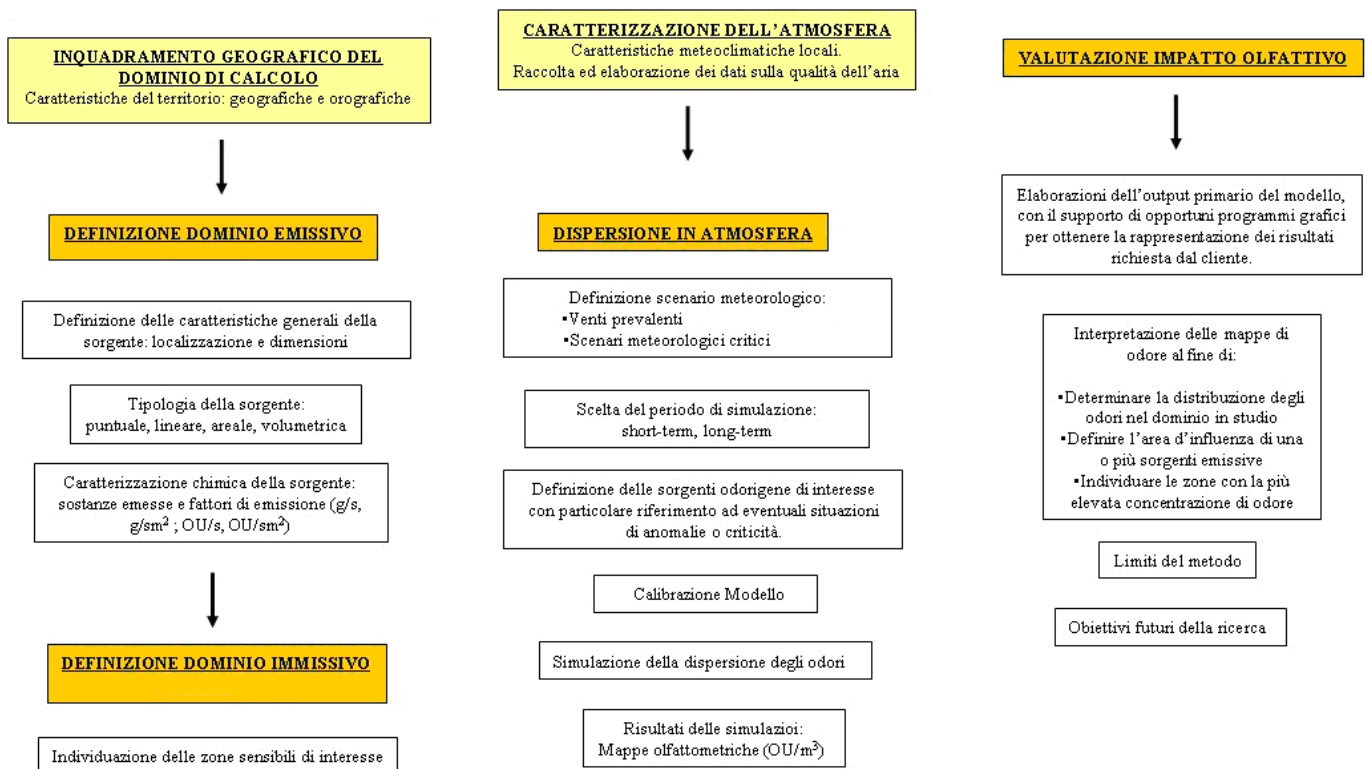 INQUADRAMENTO GEOGRAFICO DEL
DOMINIO DI CALCOLO
Caratteristiche del territorio: geografiche e orografiche
DEFINIZIONE DOMINIO EMISSIVO
Definizione delle caratteristiche generali della
sorgente: localizzazione e dimensioni
Tipologia della sorgente:
puntuale, lineare, areale, volumetrica
Caratterizzazione chimica della sorgente:
sostanze emesse e fattori di emissione (g/s,
g/sm² ; OU/s, OU/sm²)
DEFINIZIONE DOMINIO IMMISSIVO
Individuazione delle zone sensibili di interesse
CARATTERIZZAZIONE DELL'ATMOSFERA
Caratteristiche meteoclimatiche locali.
Raccolta ed elaborazione dei dati sulla qualità dell'aria
DISPERSIONE IN ATMOSFERA
Definizione scenario meteorologico:
▪Venti prevalenti
▪Scenari meteorologici critici
Scelta del periodo di simulazione:
short-term, long-term
Definizione delle sorgenti odorigene di interesse
con particolare riferimento ad eventuali situazioni
di anomalie o criticità.
Calibrazione Modello
Simulazione della dispersione degli odori
Risultati delle simulazioi:
Mappe olfattometriche (OU/m³)
VALUTAZIONE IMPATTO OLFATTIVO
Elaborazioni dell'output primario del modello,
con il supporto di opportuni programmi grafici
per ottenere la rappresentazione dei risultati
richiesta dal cliente.
Interpretazione delle mappe di
odore al fine di:
▪Determinare la distribuzione degli
odori nel dominio in studio
▪Definire l'area d'influenza di una
o più sorgenti emissive
▪Individuare le zone con la più
elevata concentrazione di odore
Limiti del metodo
Obiettivi futuri della ricerca